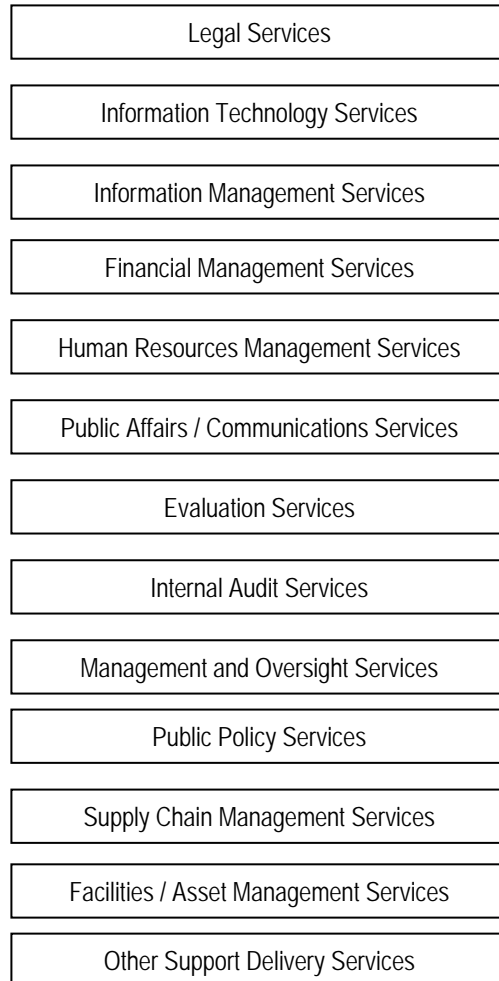 Legal Services
Information Technology Services
Information Management Services
Financial Management Services
Human Resources Management Services
Public Affairs / Communications Services
Evaluation Services
Internal Audit Services
Management and Oversight Services
Public Policy Services
Supply Chain Management Services
Facilities / Asset Management Services
Other Support Delivery Services